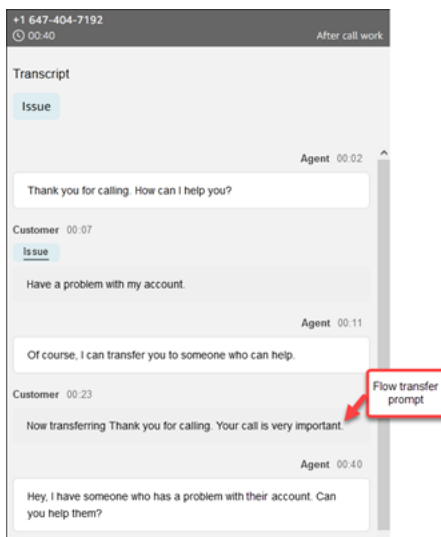 +1 647-404-7192
00:40 After call work
Transcript
Issue
Agent 00:02
Thank you for calling. How can I help you?
Customer 00:07
Issue
Have a problem with my account.
Agent 00:11
Of course, I can transfer you to someone who can help.
Customer 00:23
Flow transfer
prompt
Now transferring Thank you for calling. Your call is very important.
Agent 00:40
Hey, I have someone who has a problem with their account. Can
you help them?